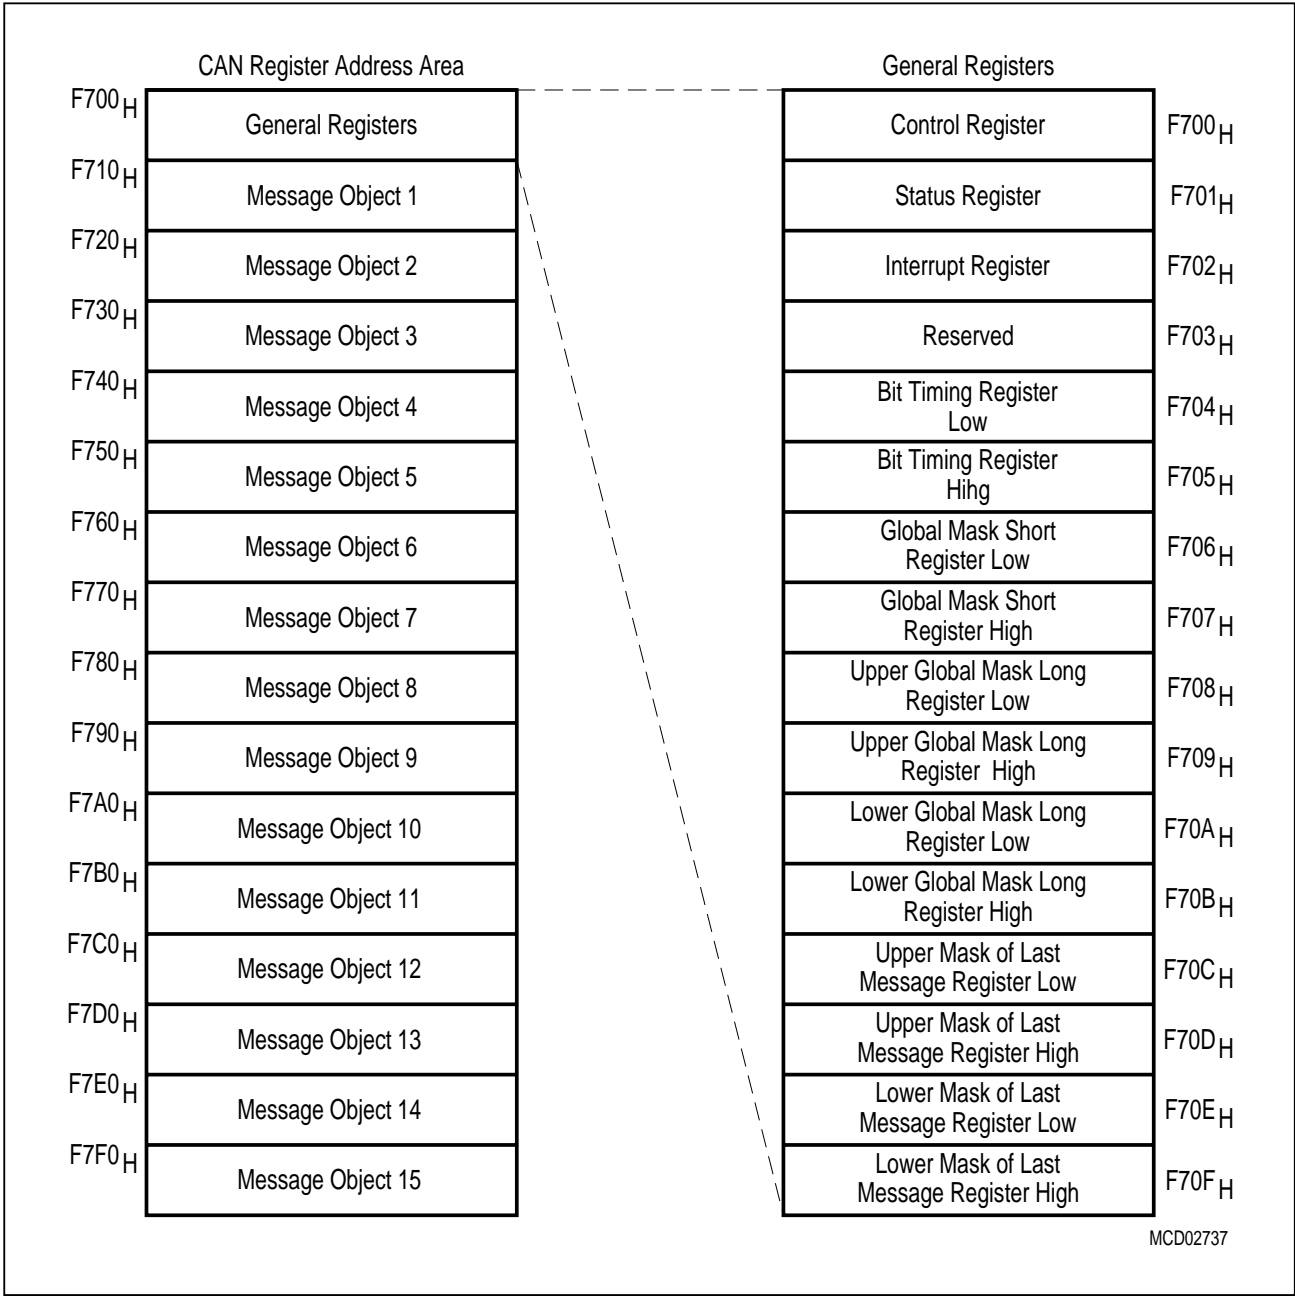 CAN Register Address Area
F700H
General Registers
F710H
Message Object 1
F720H
Message Object 2
F730H
Message Object 3
F740H
Message Object 4
F750H
Message Object 5
F760H
Message Object 6
F770H
Message Object 7
F780H
Message Object 8
F790H
Message Object 9
F7A0H
Message Object 10
F7B0H
Message Object 11
F7C0H
Message Object 12
F7D0H
Message Object 13
F7E0H
Message Object 14
F7F0H
Message Object 15
General Registers
Control Register
F700H
Status Register
F701H
Interrupt Register
F702H
Reserved
F703H
Bit Timing Register
Low
F704H
Bit Timing Register
Hihg
F705H
Global Mask Short
Register Low
F706H
Global Mask Short
Register High
F707H
Upper Global Mask Long
Register Low
F708H
Upper Global Mask Long
Register High
F709H
Lower Global Mask Long
Register Low
F70AH
Lower Global Mask Long
Register High
F70BH
Upper Mask of Last
Message Register Low
F70CH
Upper Mask of Last
Message Register High
F70DH
Lower Mask of Last
Message Register Low
F70EH
Lower Mask of Last
Message Register High
F70FH
MCD02737